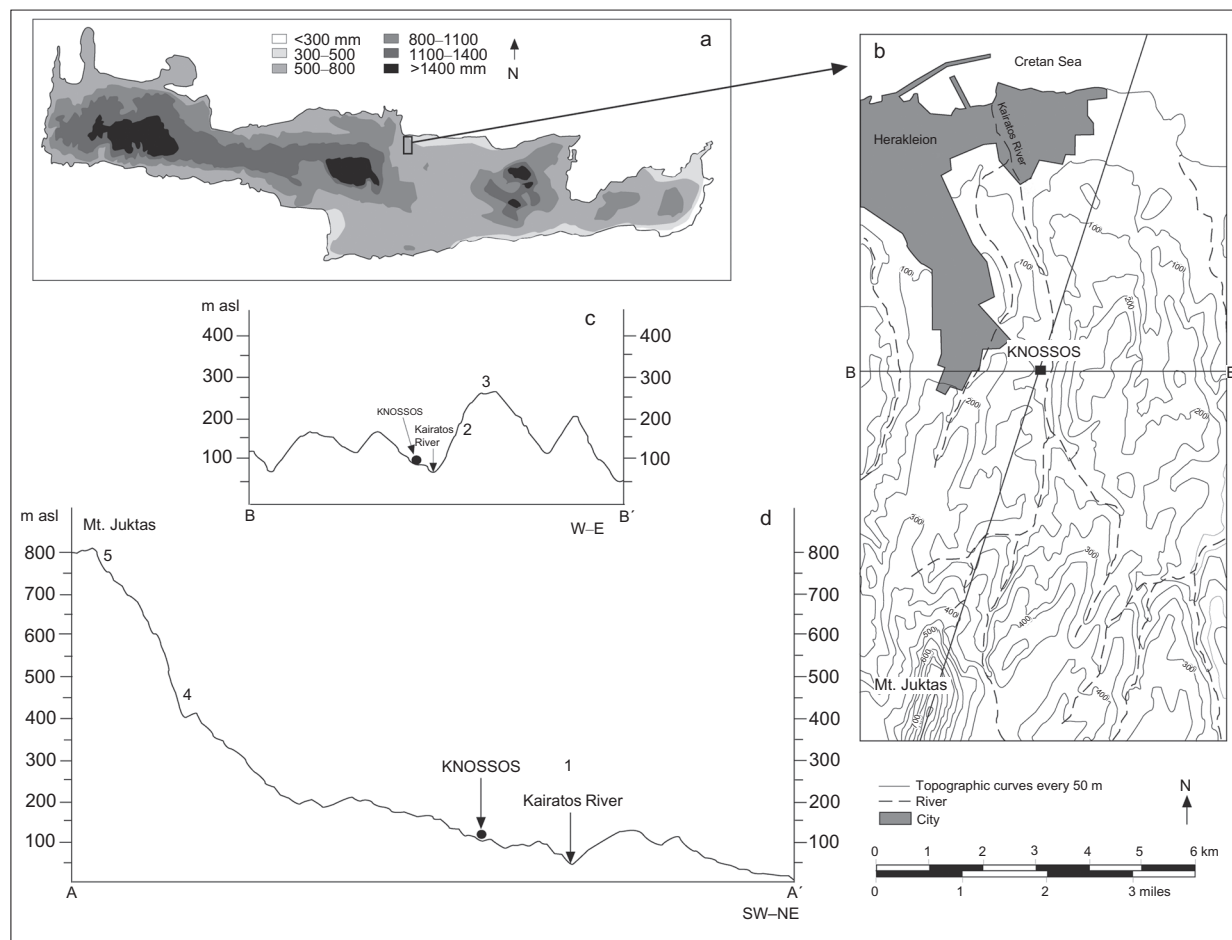 a
<300 mm
300–500
500–800
800–1100
1100–1400
>1400 mm
N
b
Cretan Sea
Herakleion
Kairatos River
100
100
100
100
200
KNOSSOS
B
200
200
300
300
400
400
500
600
300
400
Mt. Juktas
700
c
m asl
400
300
200
100
400
300
200
100
3
2
KNOSSOS
Kairatos
River
B
B´
W–E
d
m asl
Mt. Juktas
800
700
600
500
400
300
200
100
800
700
600
500
400
300
200
100
5
4
KNOSSOS
1
Kairatos River
A
A´
SW–NE
Topographic curves every 50 m
River
City
N
0 1 2 3 4 5 6 km
0 1 2 3 miles